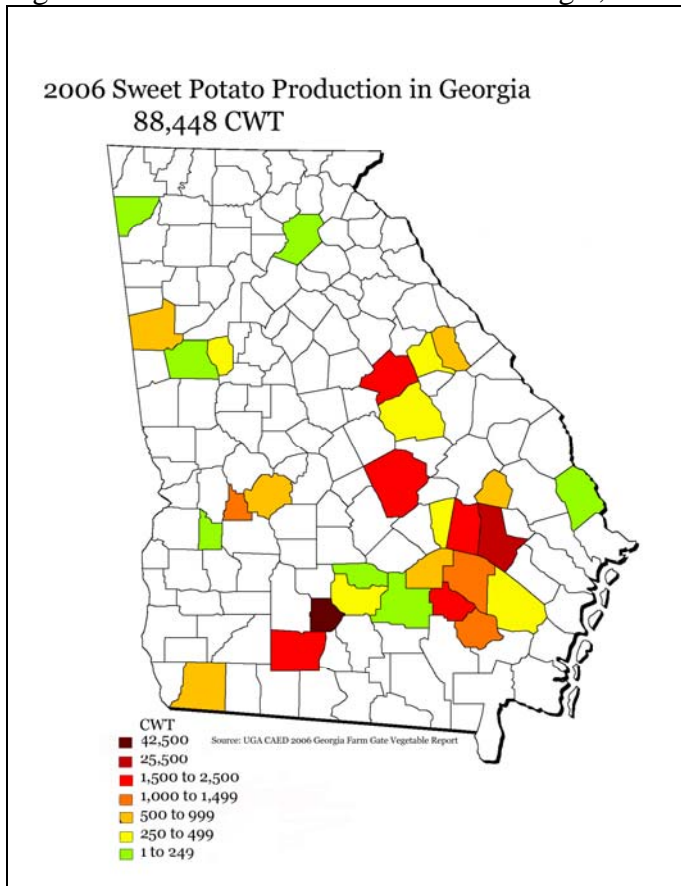 2006 Sweet Potato Production in Georgia
88,448 CWT
CWT
42,500
Source: UGA CAED 2006 Georgia Farm Gate Vegetable Report
25,500
1,500 to 2,500
1,000 to 1,499
500 to 999
250 to 499
1 to 249